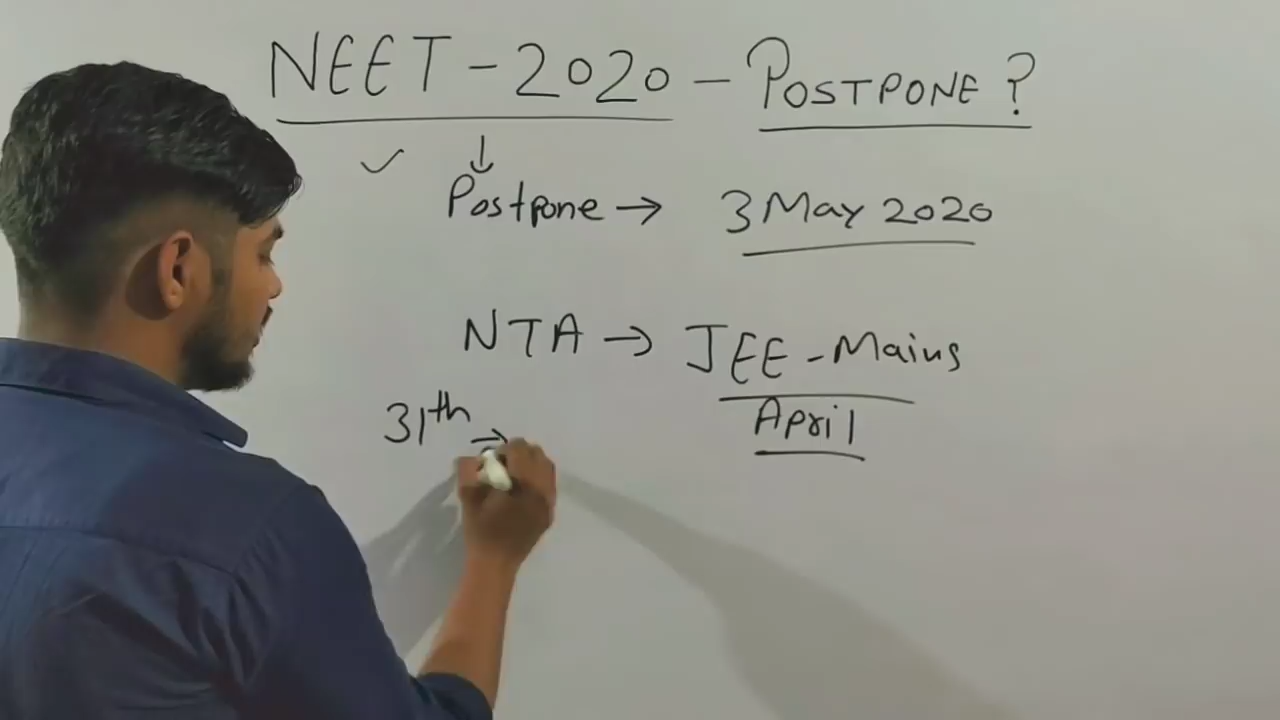 NEET - 2020 - POSTPONE ?
✓ ↓
Postpone → 3 May 2020
NTA → JEE - Mains
April
31th →